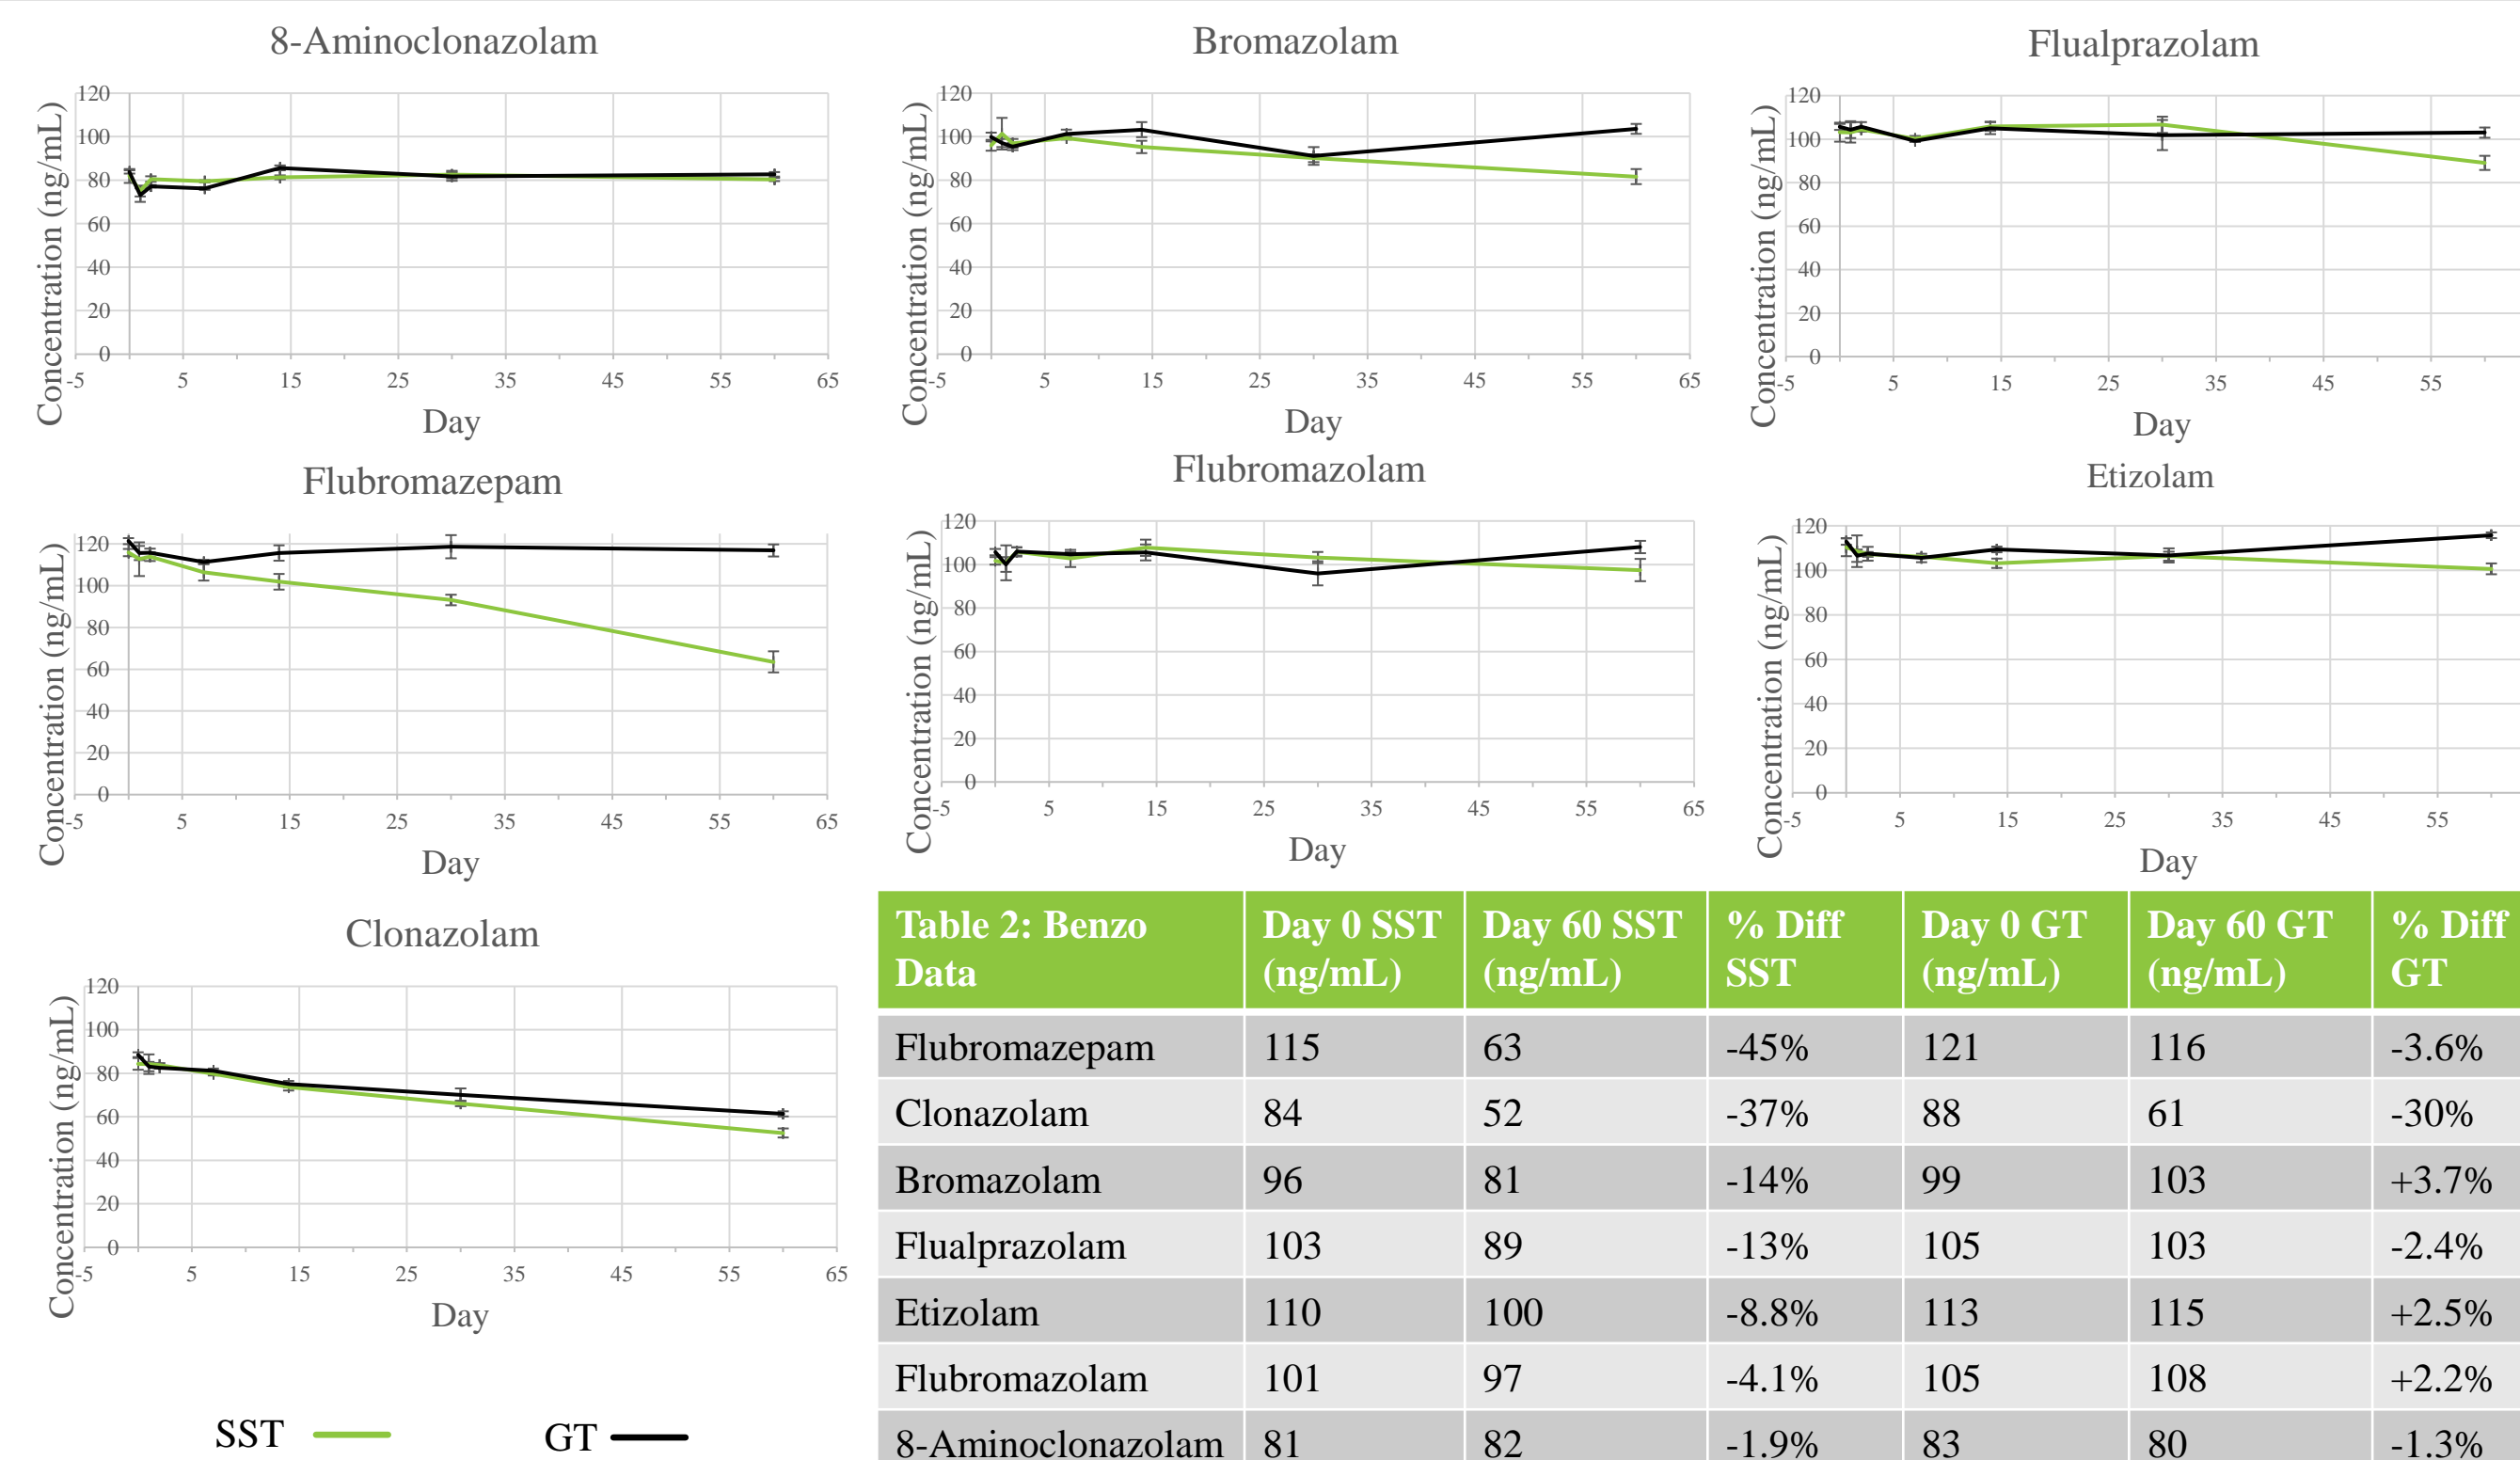 8-Aminoclonazolam
Concentration (ng/mL)
120
100
80
60
40
20
0
-5 5 15 25 35 45 55 65
Day
Bromazolam
Concentration (ng/mL)
120
100
80
60
40
20
0
-5 5 15 25 35 45 55 65
Day
Flualprazolam
Concentration (ng/mL)
120
100
80
60
40
20
0
-5 5 15 25 35 45 55
Day
Flubromazepam
Concentration (ng/mL)
120
100
80
60
40
20
0
-5 5 15 25 35 45 55 65
Day
Flubromazolam
Concentration (ng/mL)
120
100
80
60
40
20
0
-5 5 15 25 35 45 55 65
Day
Etizolam
Concentration (ng/mL)
120
100
80
60
40
20
0
-5 5 15 25 35 45 55
Day
Clonazolam
Concentration (ng/mL)
120
100
80
60
40
20
0
-5 5 15 25 35 45 55 65
Day
SST GT
Table 2: Benzo Day 0 SST Day 60 SST % Diff Day 0 GT Day 60 GT % Diff
Data (ng/mL) (ng/mL) SST (ng/mL) (ng/mL) GT
Flubromazepam 115 63 -45% 121 116 -3.6%
Clonazolam 84 52 -37% 88 61 -30%
Bromazolam 96 81 -14% 99 103 +3.7%
Flualprazolam 103 89 -13% 105 103 -2.4%
Etizolam 110 100 -8.8% 113 115 +2.5%
Flubromazolam 101 97 -4.1% 105 108 +2.2%
8-Aminoclonazolam 81 82 -1.9% 83 80 -1.3%